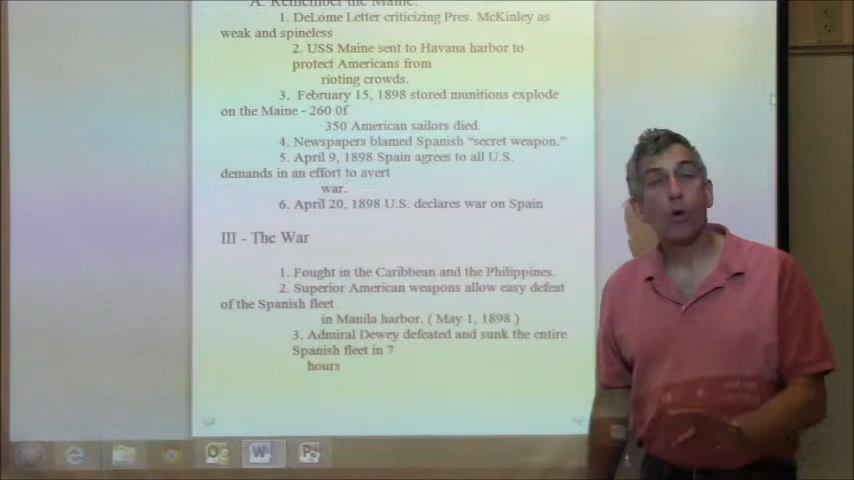 A. Remember the Maine.
1. DeLome Letter criticizing Pres. McKinley as
weak and spineless
2. USS Maine sent to Havana harbor to
protect Americans from
rioting crowds.
3. February 15, 1898 stored munitions explode
on the Maine - 260 0f
350 American sailors died.
4. Newspapers blamed Spanish “secret weapon.”
5. April 9, 1898 Spain agrees to all U.S.
demands in an effort to avert
war.
6. April 20, 1898 U.S. declares war on Spain
III - The War
1. Fought in the Caribbean and the Philippines.
2. Superior American weapons allow easy defeat
of the Spanish fleet
in Manila harbor. ( May 1, 1898 )
3. Admiral Dewey defeated and sunk the entire
Spanish fleet in 7
hours